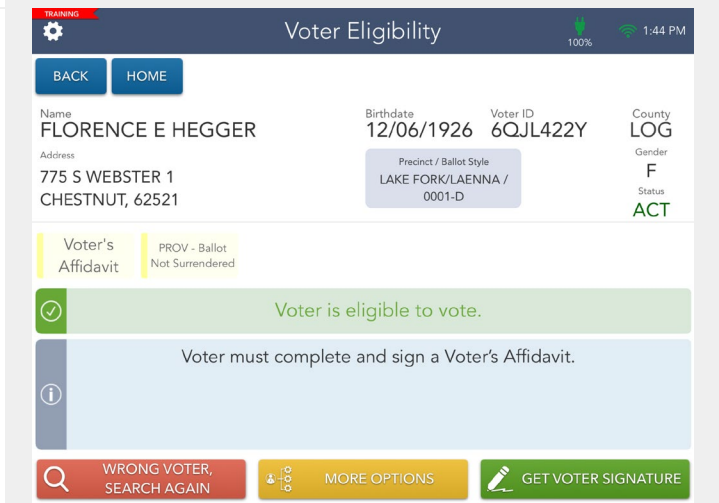 TRAINING
Voter Eligibility
100%
1:44 PM
BACK
HOME
Name
FLORENCE E HEGGER
Birthdate
12/06/1926
Voter ID
6QJL422Y
County
LOG
Address
775 S WEBSTER 1
CHESTNUT, 62521
Precinct / Ballot Style
LAKE FORK/LAENNA /
0001-D
Gender
F
Status
ACT
Voter's
Affidavit
PROV - Ballot
Not Surrendered
Voter is eligible to vote.
Voter must complete and sign a Voter's Affidavit.
WRONG VOTER,
SEARCH AGAIN
MORE OPTIONS
GET VOTER SIGNATURE